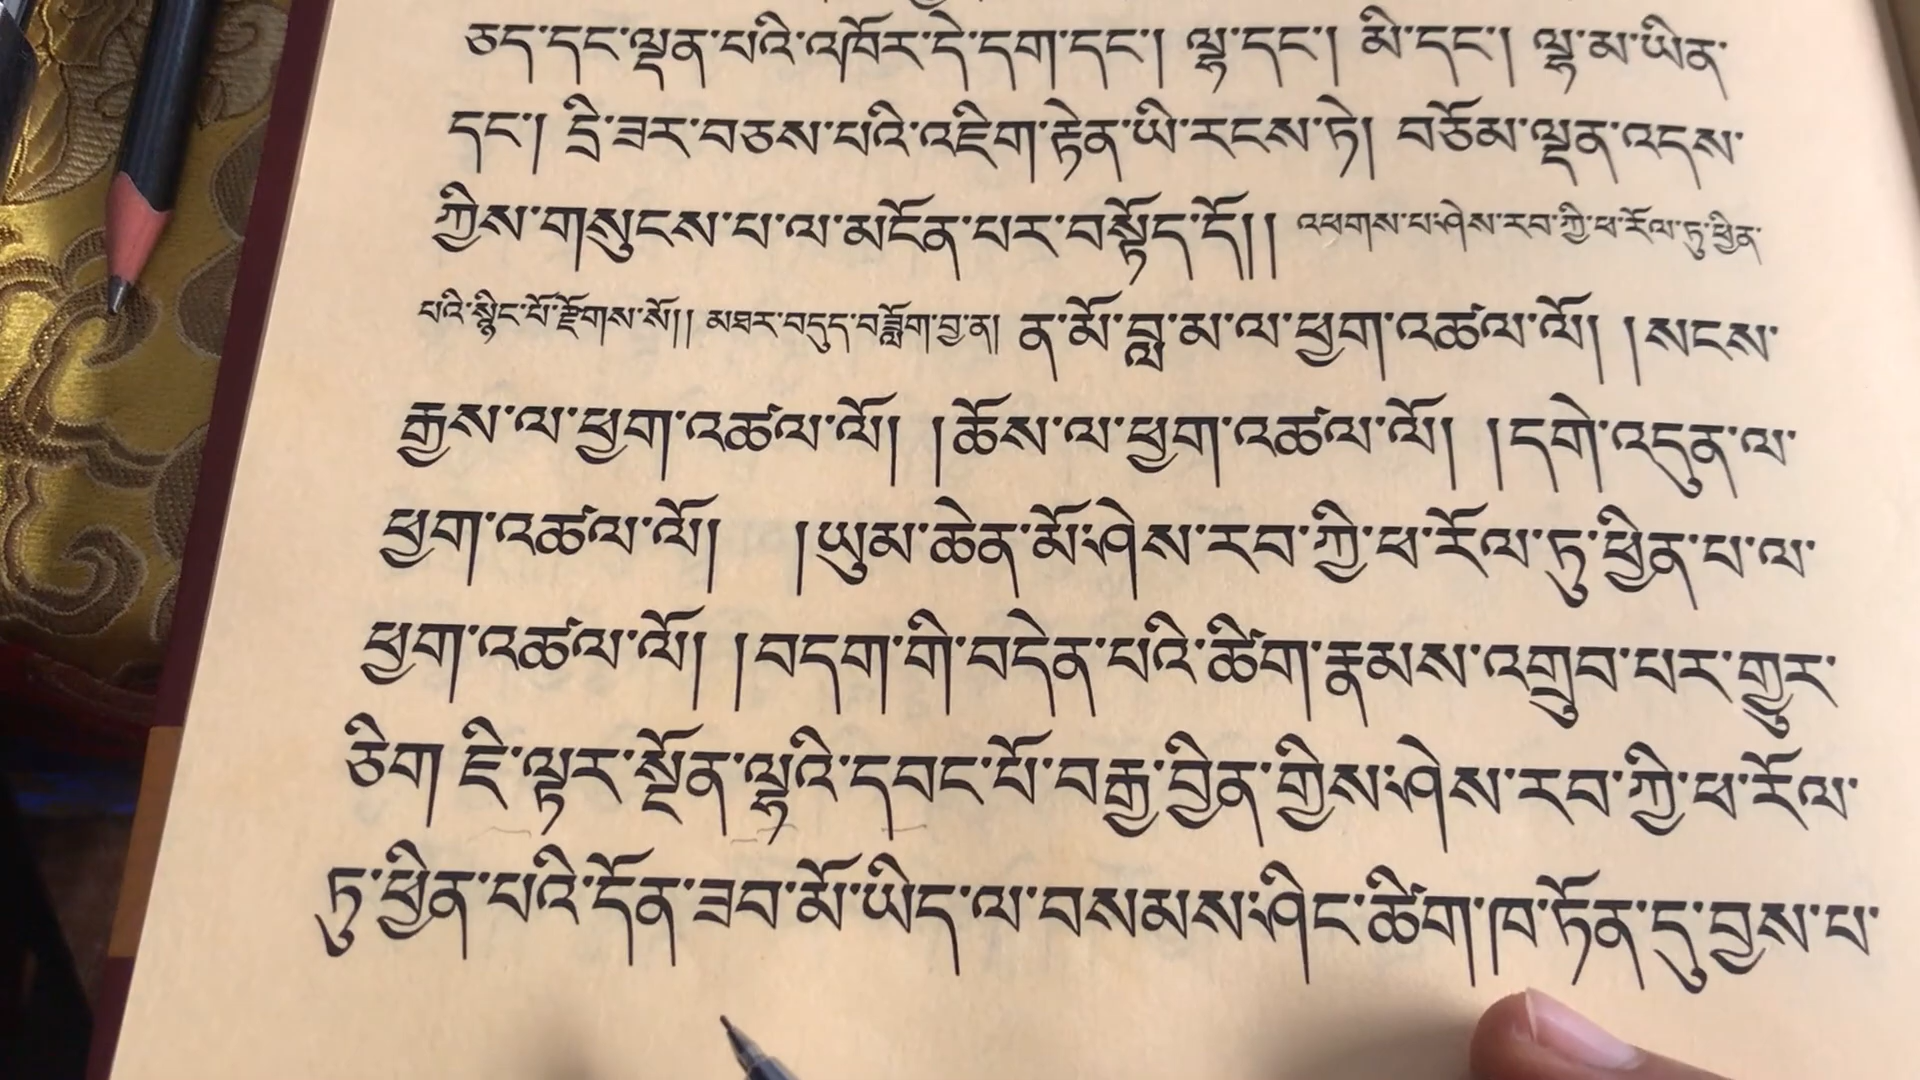 ཅད་དང་ལྡན་པའི་འཁོར་དེ་དག་དང་། ལྷ་དང་། མི་དང་། ལྷ་མ་ཡིན་
དང་། དྲི་ཟར་བཅས་པའི་འཇིག་རྟེན་ཡི་རངས་ཏེ། བཅོམ་ལྡན་འདས་
ཀྱིས་གསུངས་པ་ལ་མངོན་པར་བསྟོད་དོ།། འཕགས་པ་ཤེས་རབ་ཀྱི་ཕ་རོལ་ཏུ་ཕྱིན་
པའི་སྙིང་པོ་རྫོགས་སོ།། མཐར་བདུད་བཟློག་བྱ་ན། ན་མོ་བླ་མ་ལ་ཕྱག་འཚལ་ལོ། །སངས་
རྒྱས་ལ་ཕྱག་འཚལ་ལོ། །ཆོས་ལ་ཕྱག་འཚལ་ལོ། །དགེ་འདུན་ལ་
ཕྱག་འཚལ་ལོ། །ཡུམ་ཆེན་མོ་ཤེས་རབ་ཀྱི་ཕ་རོལ་ཏུ་ཕྱིན་པ་ལ་
ཕྱག་འཚལ་ལོ། །བདག་གི་བདེན་པའི་ཚིག་རྣམས་འགྲུབ་པར་གྱུར་
ཅིག ཇི་ལྟར་སྔོན་ལྷའི་དབང་པོ་བརྒྱ་བྱིན་གྱིས་ཤེས་རབ་ཀྱི་ཕ་རོལ་
ཏུ་ཕྱིན་པའི་དོན་ཟབ་མོ་ཡིད་ལ་བསམས་ཤིང་ཚིག་ཁ་ཏོན་དུ་བྱས་པ་